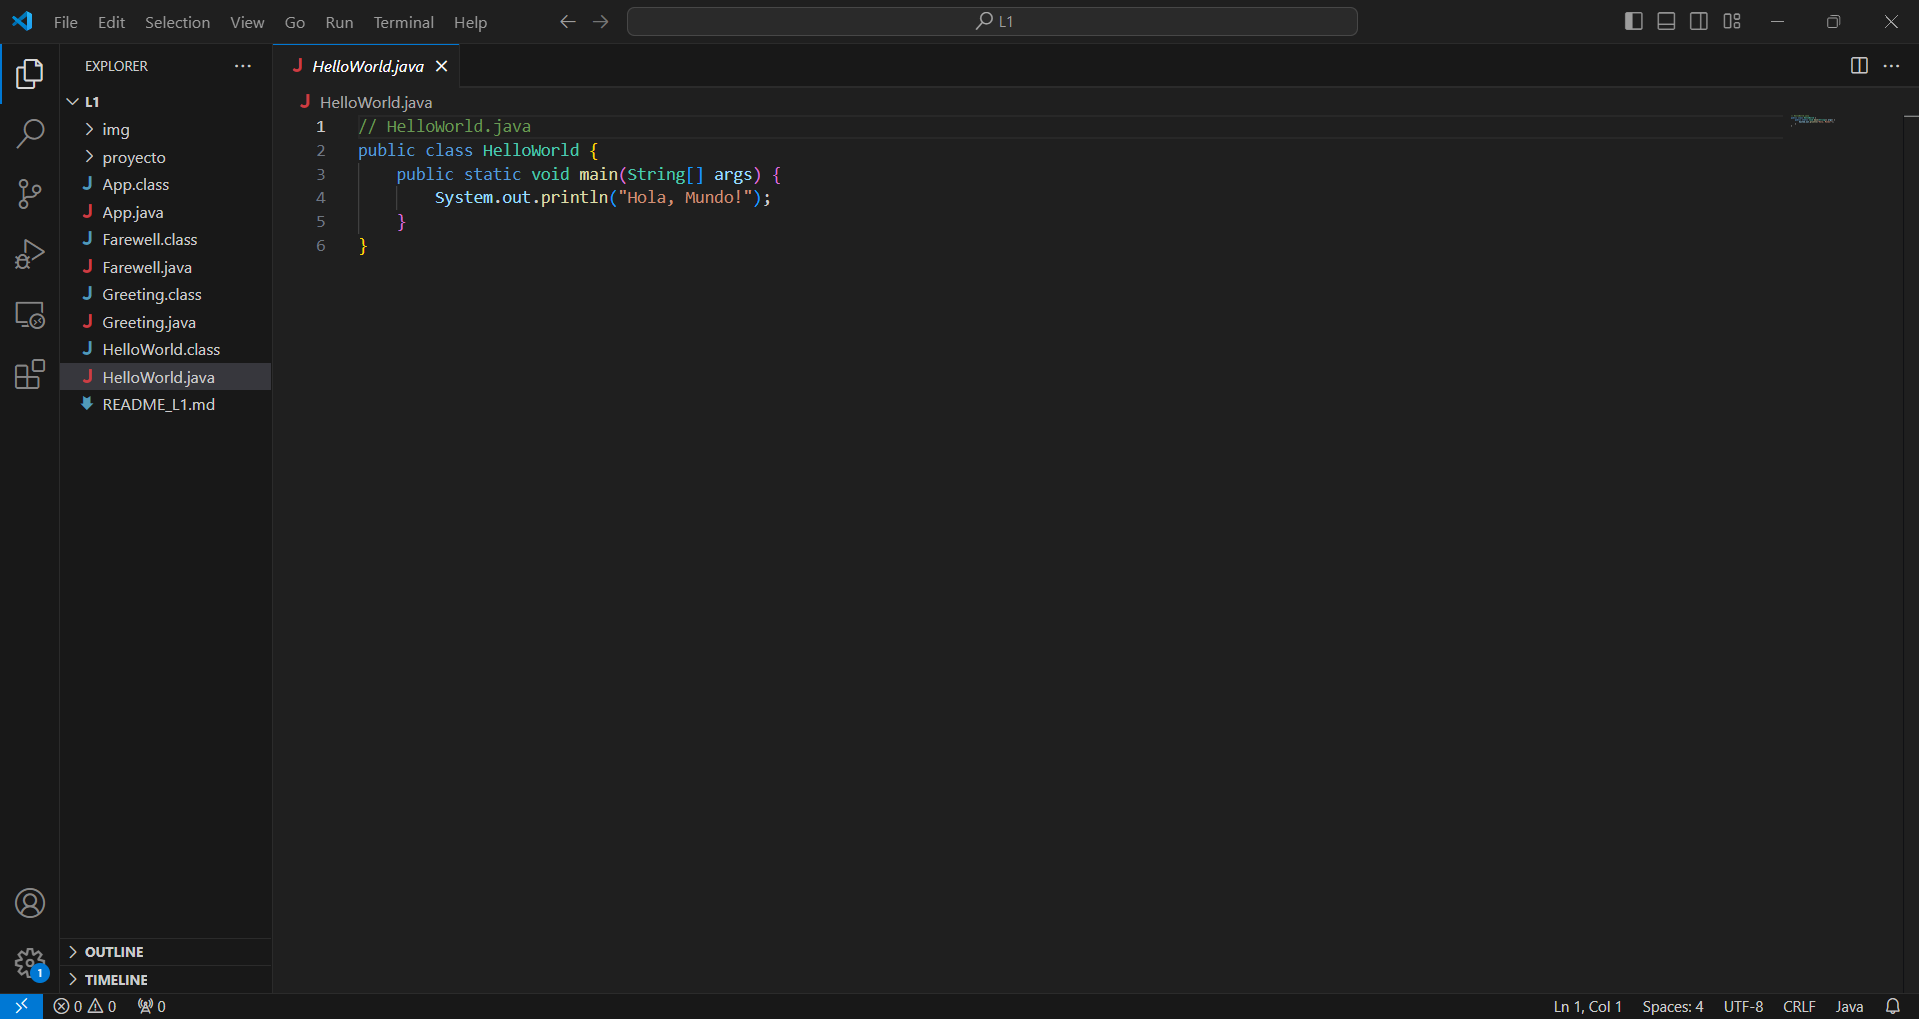 File Edit Selection View Go Run Terminal Help L1
EXPLORER
L1
img
proyecto
App.class
App.java
Farewell.class
Farewell.java
Greeting.class
Greeting.java
HelloWorld.class
HelloWorld.java
README_L1.md
OUTLINE
TIMELINE
HelloWorld.java
HelloWorld.java
1 // HelloWorld.java
2 public class HelloWorld {
3     public static void main(String[] args) {
4         System.out.println("Hola, Mundo!");
5     }
6 }
1
0 0 0 Ln 1, Col 1 Spaces: 4 UTF-8 CRLF Java